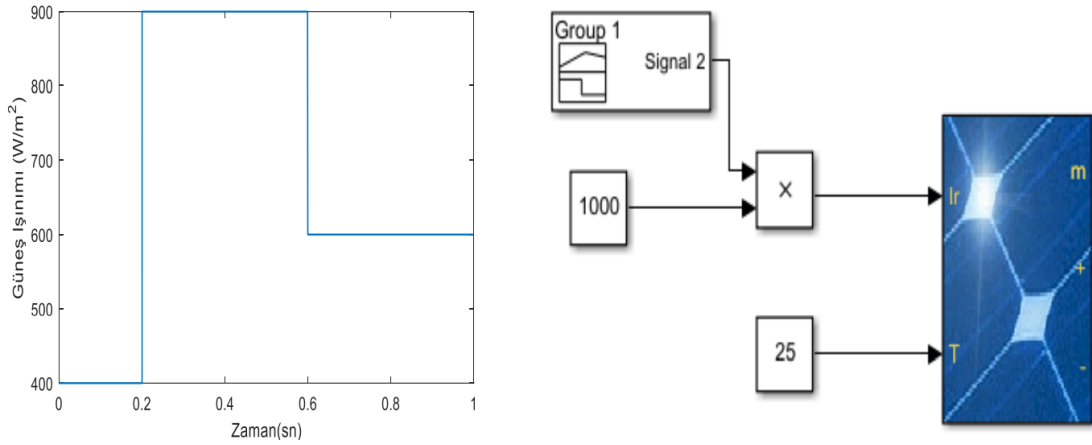 900
800
700
600
500
400
Güneş Işınımı (W/m²)
0
0.2
0.4
0.6
0.8
1
Zaman(sn)
Group 1
Signal 2
1000
X
25
Ir
T
m
+
-